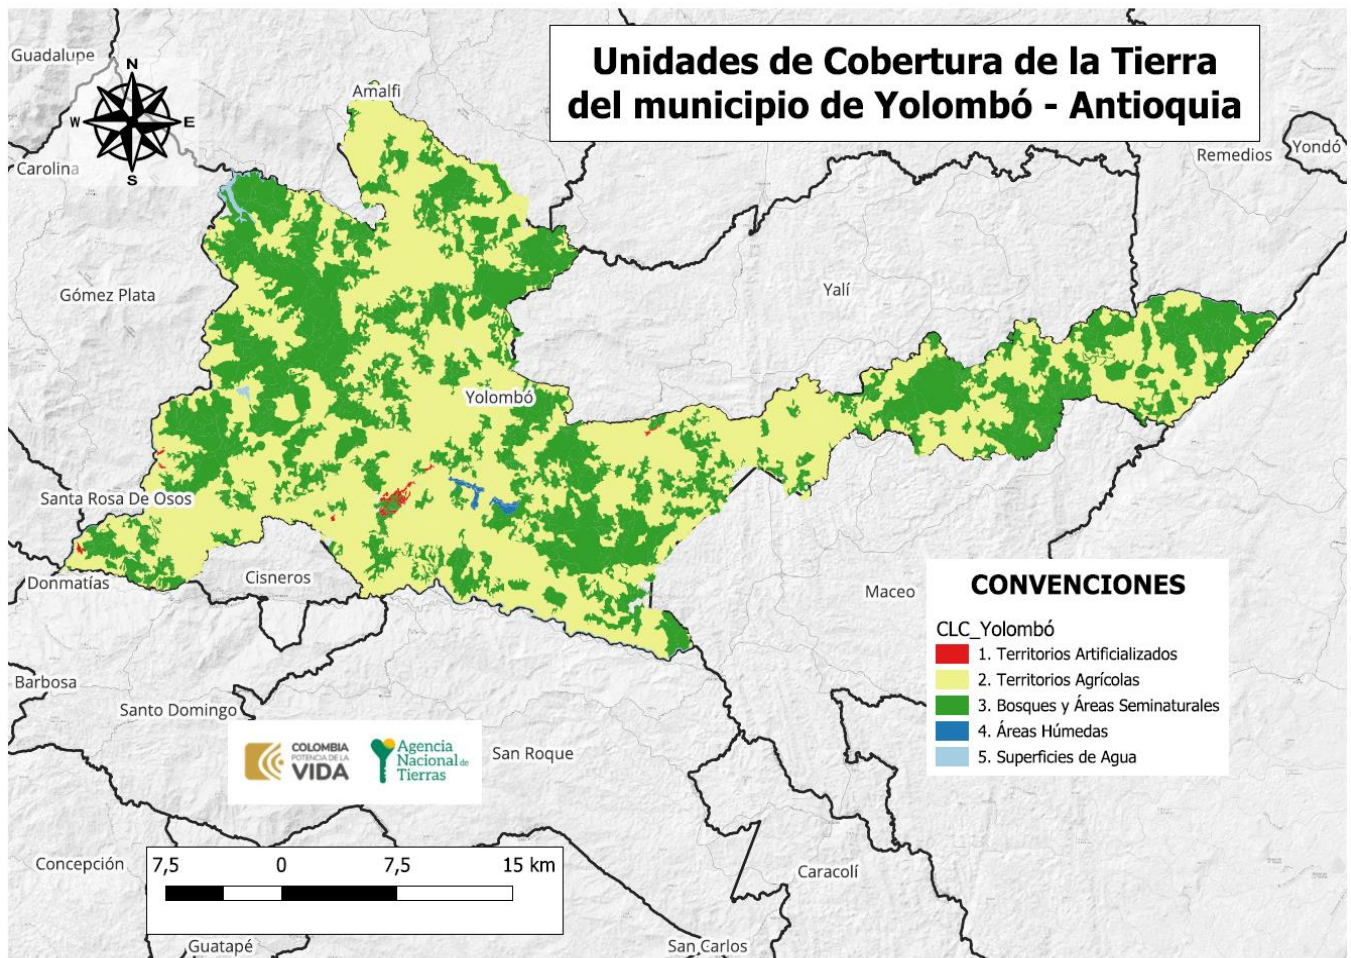 Unidades de Cobertura de la Tierra
del municipio de Yolombó - Antioquia
Guadalupe
N
W
E
S
Carolina
Amalfi
Remedios
Yondó
Gómez Plata
Yalí
Yolombó
Santa Rosa De Osos
Donmatías
Cisneros
Maceo
Barbosa
Santo Domingo
San Roque
Concepción
Caracolí
Guatapé
San Carlos
CONVENCIONES
CLC_Yolombó
1. Territorios Artificializados
2. Territorios Agrícolas
3. Bosques y Áreas Seminaturales
4. Áreas Húmedas
5. Superficies de Agua
COLOMBIA
POTENCIA DE LA
VIDA
Agencia
Nacional de
Tierras
7,5 0 7,5 15 km